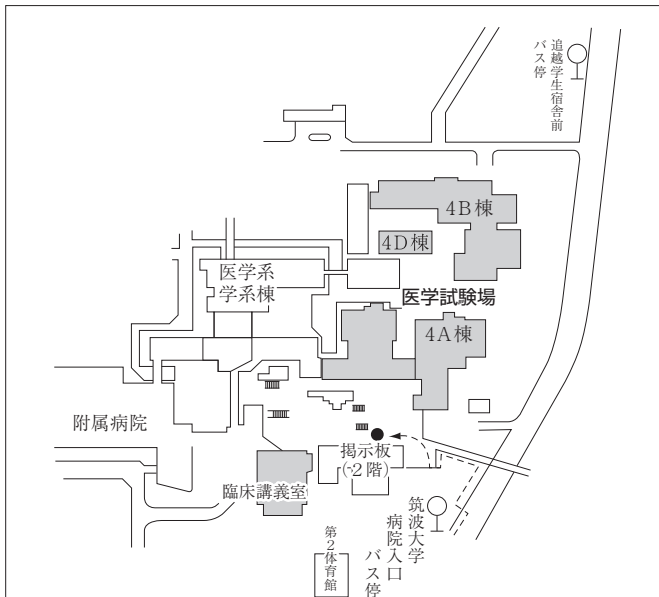 追越学生宿舎前
バス停
4B棟
4D棟
医学系
学系棟
医学試験場
4A棟
附属病院
掲示板
(2階)
臨床講義室
筑波大学
病院入口
バス停
第2体育館